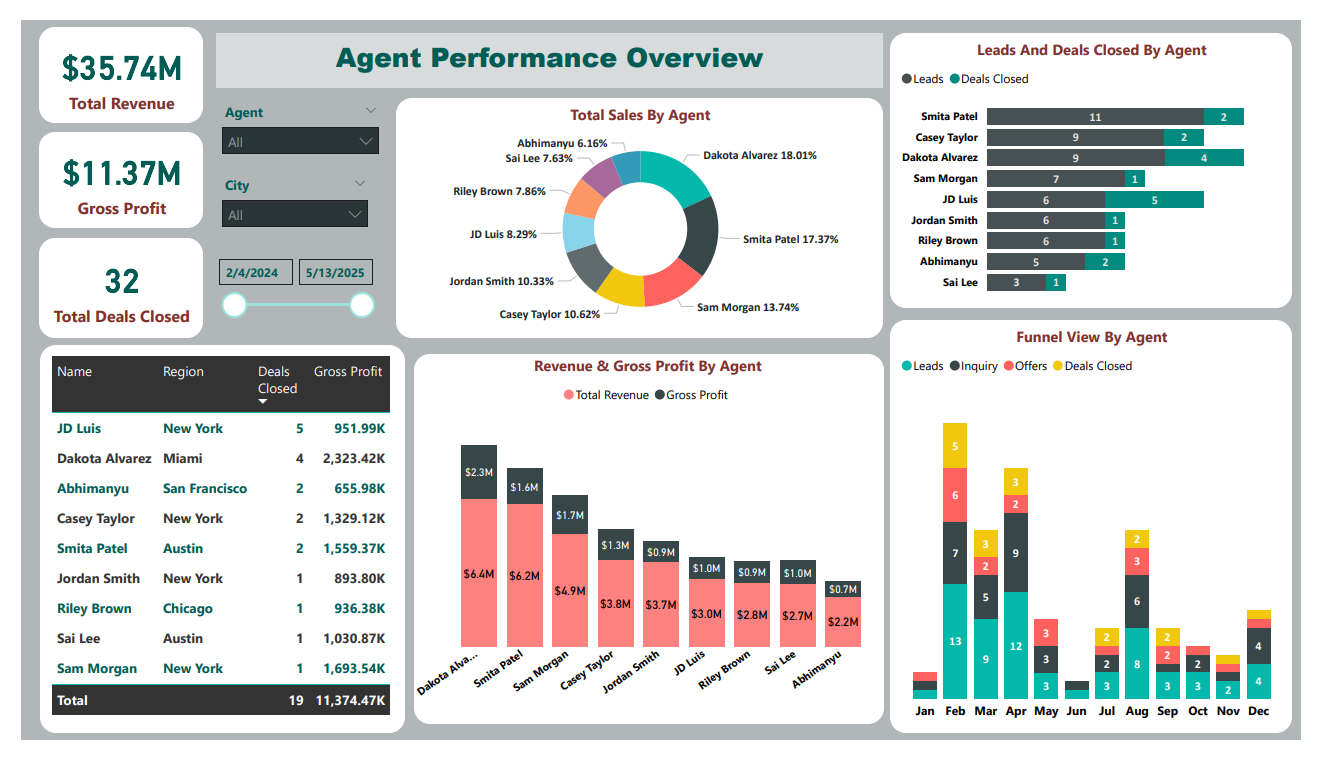 $35.74M
Total Revenue
$11.37M
Gross Profit
32
Total Deals Closed
Agent Performance Overview
Agent
All
City
All
2/4/2024 5/13/2025
Total Sales By Agent
Abhimanyu 6.16%
Sai Lee 7.63%
Riley Brown 7.86%
JD Luis 8.29%
Jordan Smith 10.33%
Casey Taylor 10.62%
Dakota Alvarez 18.01%
Smita Patel 17.37%
Sam Morgan 13.74%
Leads And Deals Closed By Agent
Leads Deals Closed
Smita Patel 11 2
Casey Taylor 9 2
Dakota Alvarez 9 4
Sam Morgan 7 1
JD Luis 6 5
Jordan Smith 6 1
Riley Brown 6 1
Abhimanyu 5 2
Sai Lee 3 1
Name Region Deals Closed Gross Profit
JD Luis New York 5 951.99K
Dakota Alvarez Miami 4 2,323.42K
Abhimanyu San Francisco 2 655.98K
Casey Taylor New York 2 1,329.12K
Smita Patel Austin 2 1,559.37K
Jordan Smith New York 1 893.80K
Riley Brown Chicago 1 936.38K
Sai Lee Austin 1 1,030.87K
Sam Morgan New York 1 1,693.54K
Total 19 11,374.47K
Revenue & Gross Profit By Agent
Total Revenue Gross Profit
$2.3M $1.6M $1.7M $1.3M $0.9M $1.0M $0.9M $1.0M $0.7M
$6.4M $6.2M $4.9M $3.8M $3.7M $3.0M $2.8M $2.7M $2.2M
Dakota Alva... Smita Patel Sam Morgan Casey Taylor Jordan Smith JD Luis Riley Brown Sai Lee Abhimanyu
Funnel View By Agent
Leads Inquiry Offers Deals Closed
5 3 3 2 2 2
6 2 2 3 3 2 2
7 5 9 3 2 6 2 4
13 9 12 3 3 8 3 3 2 4
Jan Feb Mar Apr May Jun Jul Aug Sep Oct Nov Dec